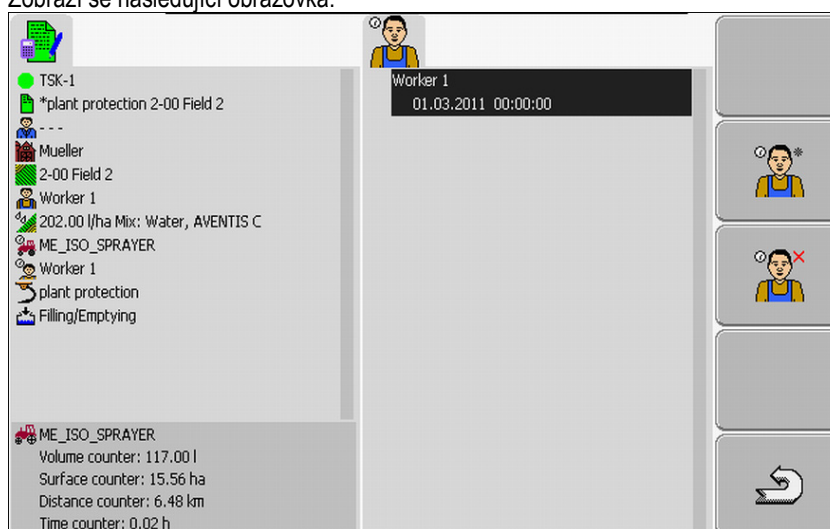 Zobrazí se následující obrazovka:
TSK-1
*plant protection 2-00 Field 2
---
Mueller
2-00 Field 2
Worker 1
202.00 l/ha Mix: Water, AVENTIS C
ME_ISO_SPRAYER
Worker 1
plant protection
Filling/Emptying
ME_ISO_SPRAYER
Volume counter: 117.00 l
Surface counter: 15.56 ha
Distance counter: 6.48 km
Time counter: 0.02 h
Worker 1
01.03.2011 00:00:00